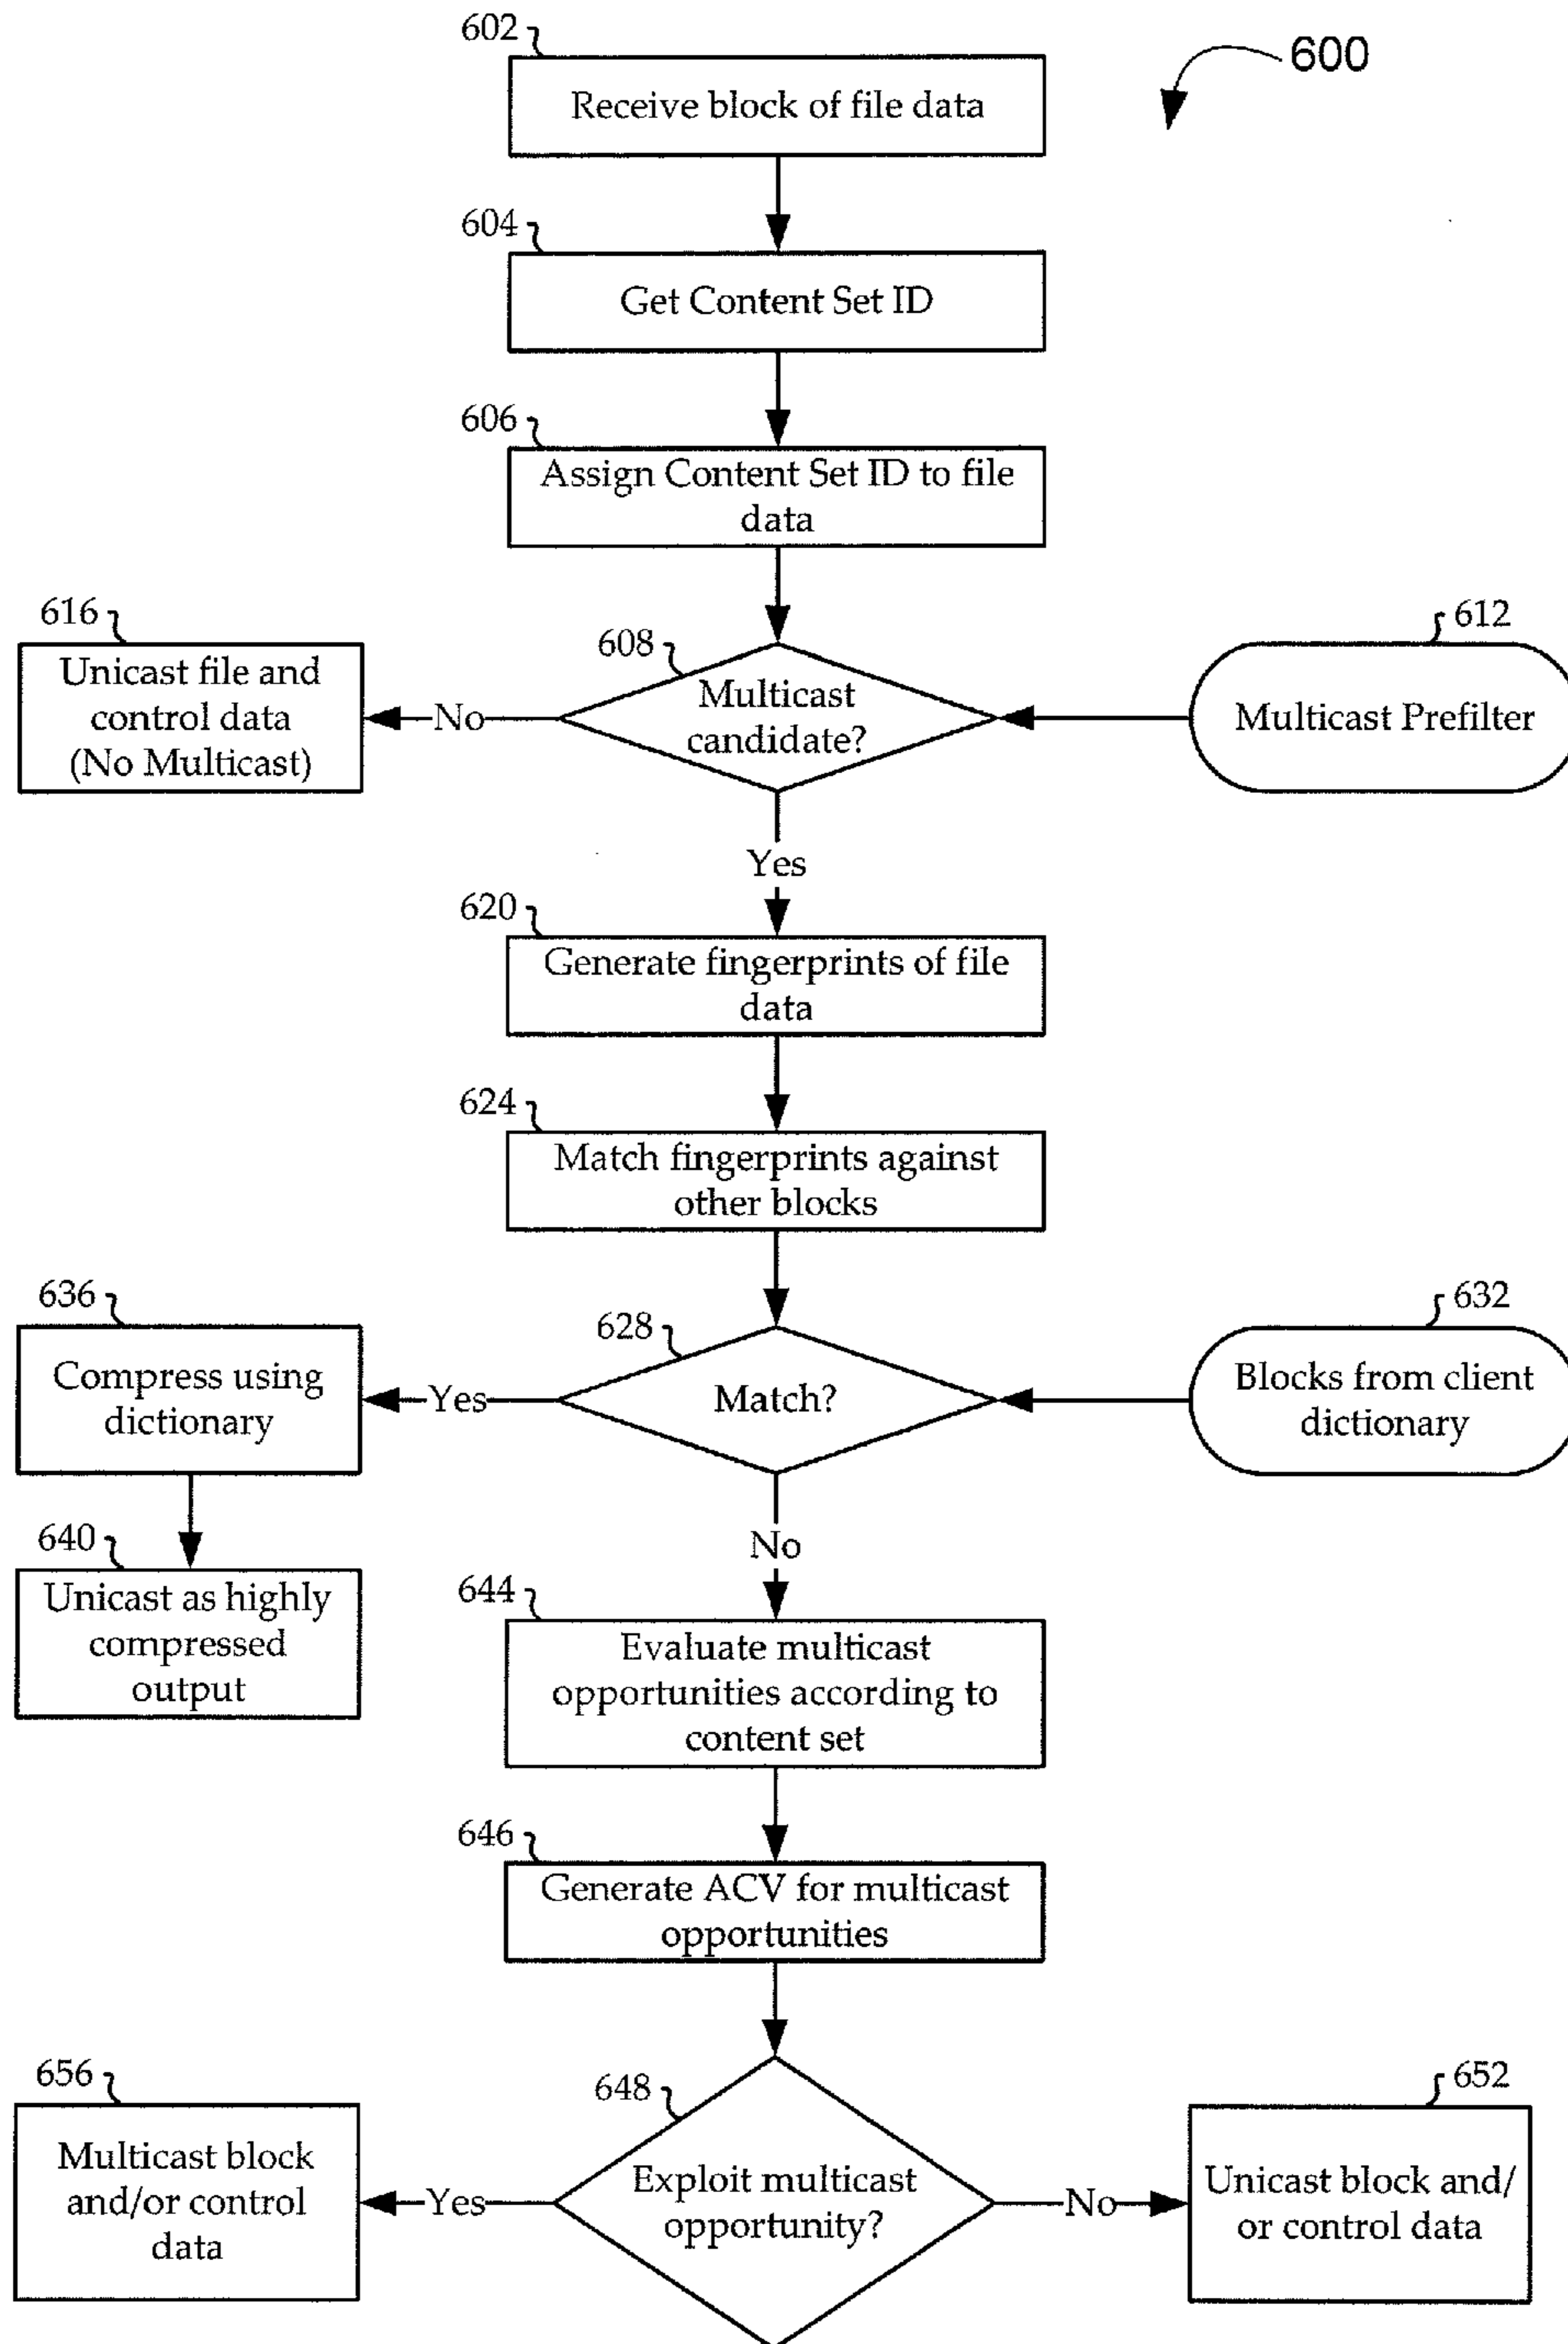 602
600
Receive block of file data
604
Get Content Set ID
606
Assign Content Set ID to file
data
616
608
612
Unicast file and
control data
(No Multicast)
No
Multicast
candidate?
Multicast Prefilter
Yes
620
Generate fingerprints of file
data
624
Match fingerprints against
other blocks
636
628
632
Compress using
dictionary
Yes
Match?
Blocks from client
dictionary
640
No
Unicast as highly
compressed
output
644
Evaluate multicast
opportunities according to
content set
646
Generate ACV for multicast
opportunities
656
648
652
Multicast block
and/or control
data
Yes
Exploit multicast
opportunity?
No
Unicast block and/
or control data